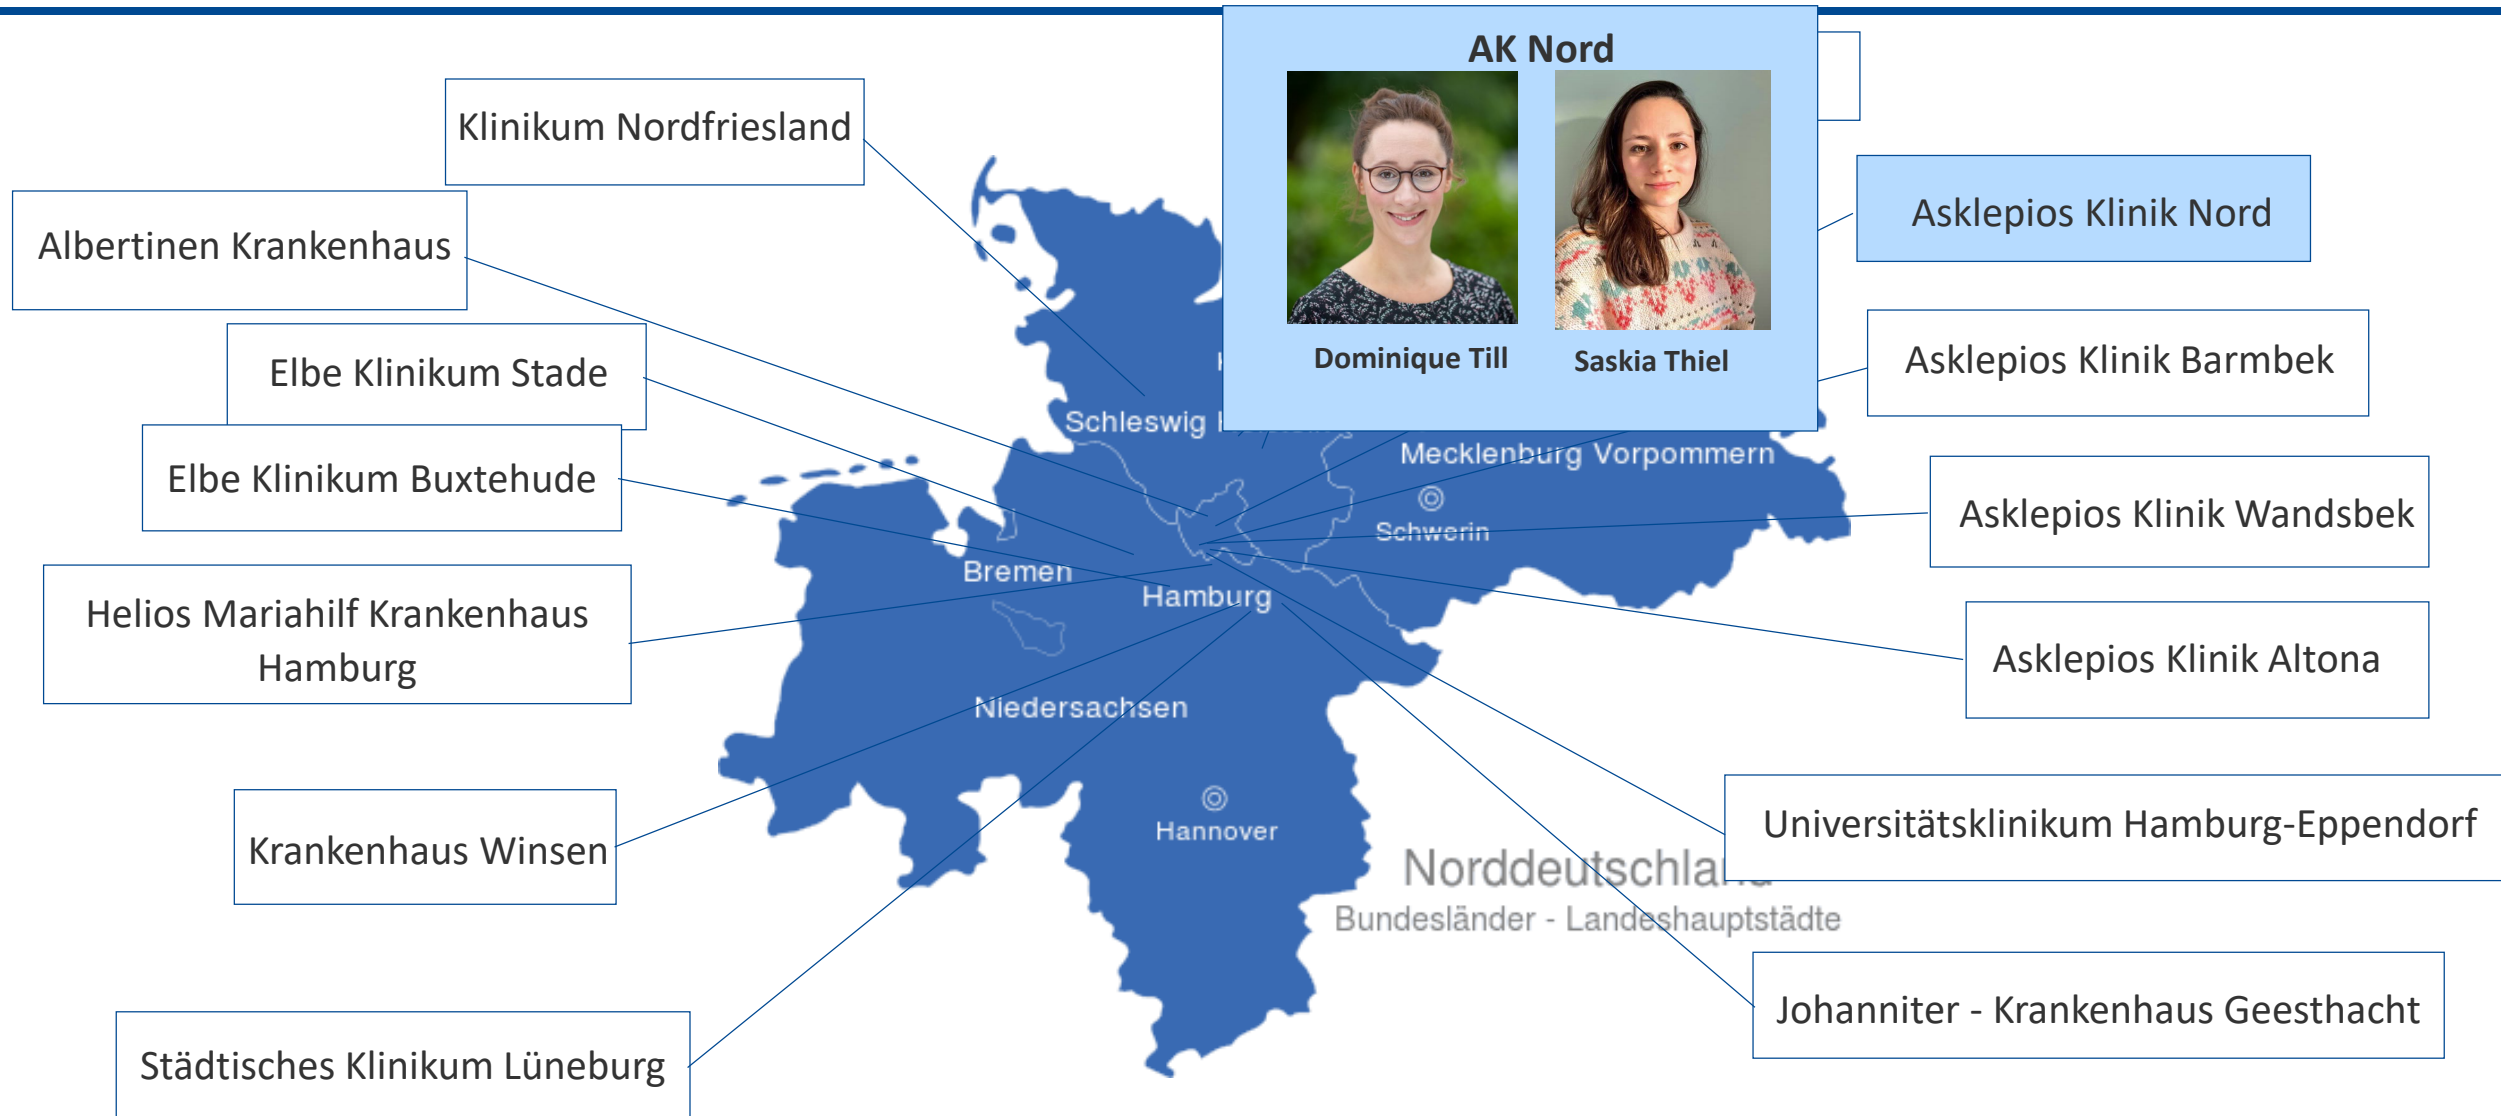 AK Nord
Dominique Till
Saskia Thiel
Klinikum Nordfriesland
Albertinen Krankenhaus
Elbe Klinikum Stade
Elbe Klinikum Buxtehude
Helios Mariahilf Krankenhaus
Hamburg
Krankenhaus Winsen
Städtisches Klinikum Lüneburg
Asklepios Klinik Nord
Asklepios Klinik Barmbek
Asklepios Klinik Wandsbek
Asklepios Klinik Altona
Universitätsklinikum Hamburg-Eppendorf
Johanniter - Krankenhaus Geesthacht
Schleswig
Mecklenburg Vorpommern
Schwerin
Bremen
Hamburg
Niedersachsen
Hannover
Bundesländer - Landeshauptstädte